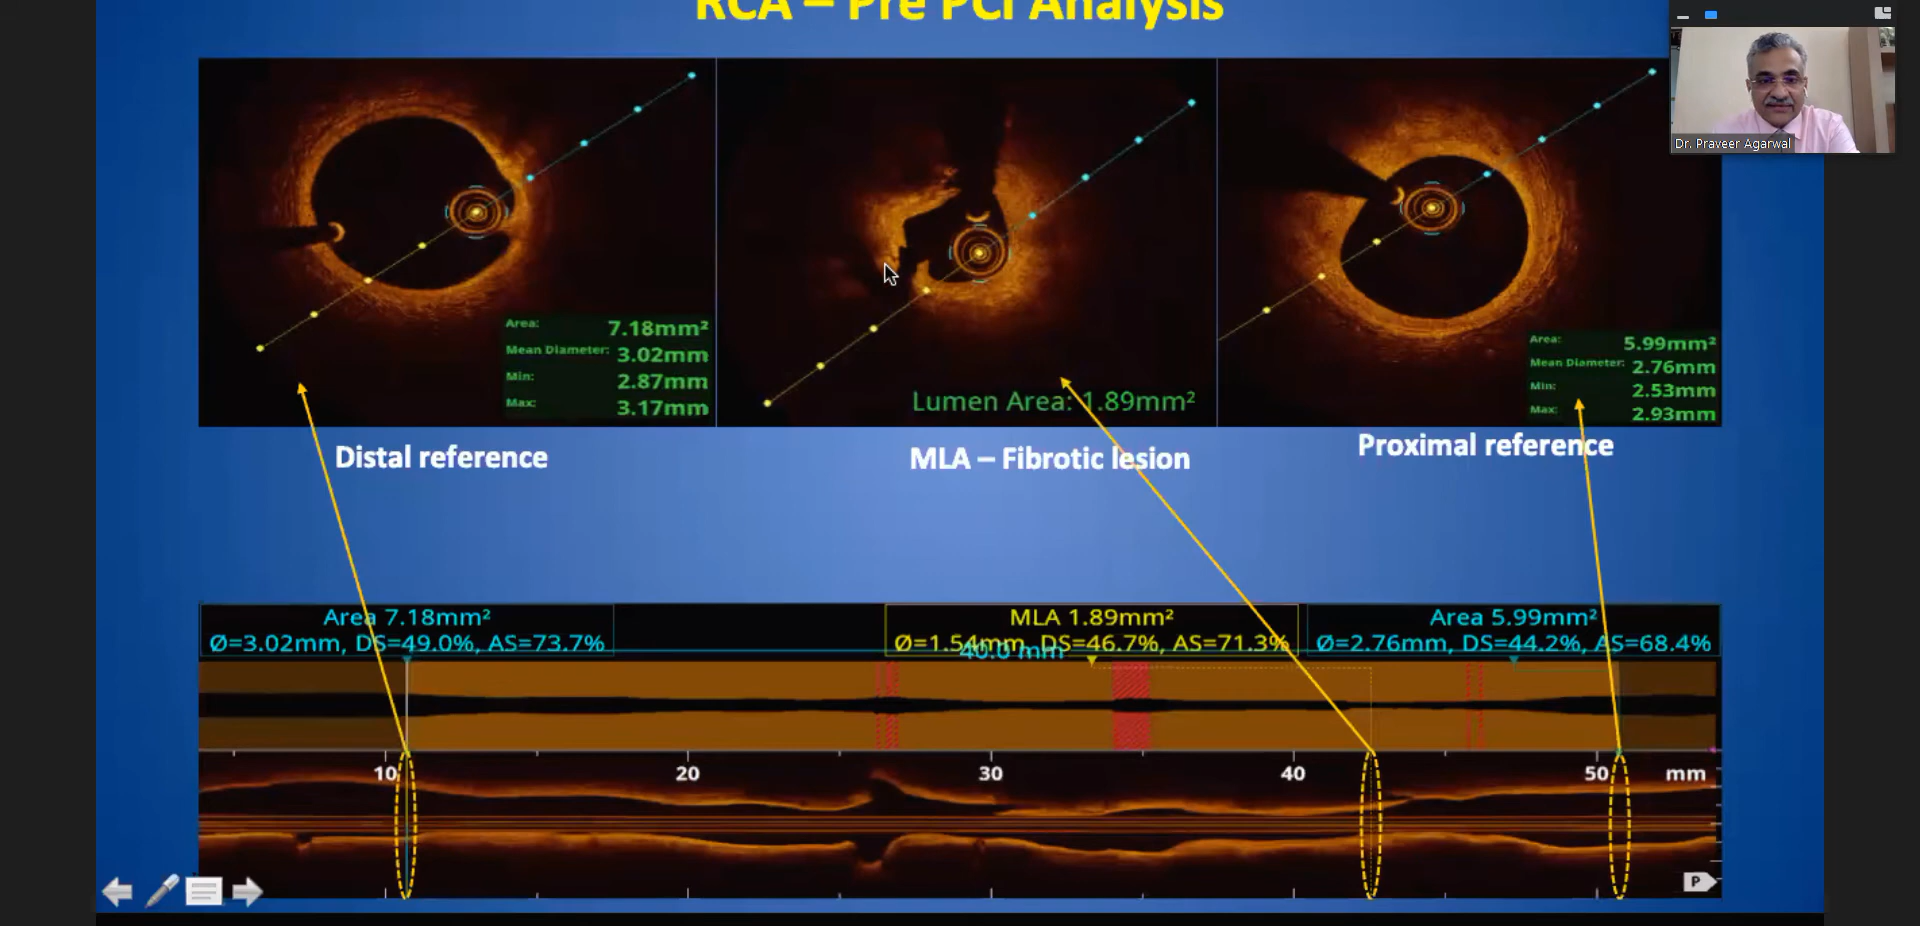 RCA – Pre PCI Analysis
Dr. Praveer Agarwal
Area: 7.18mm²
Mean Diameter: 3.02mm
Min: 2.87mm
Max: 3.17mm
Lumen Area: 1.89mm²
Area: 5.99mm²
Mean Diameter: 2.76mm
Min: 2.53mm
Max: 2.93mm
Distal reference
MLA – Fibrotic lesion
Proximal reference
Area 7.18mm²
Ø=3.02mm, DS=49.0%, AS=73.7%
MLA 1.89mm²
Ø=1.54mm, DS=46.7%, AS=71.3%
Area 5.99mm²
Ø=2.76mm, DS=44.2%, AS=68.4%
40.0 mm
10 20 30 40 50 mm
P